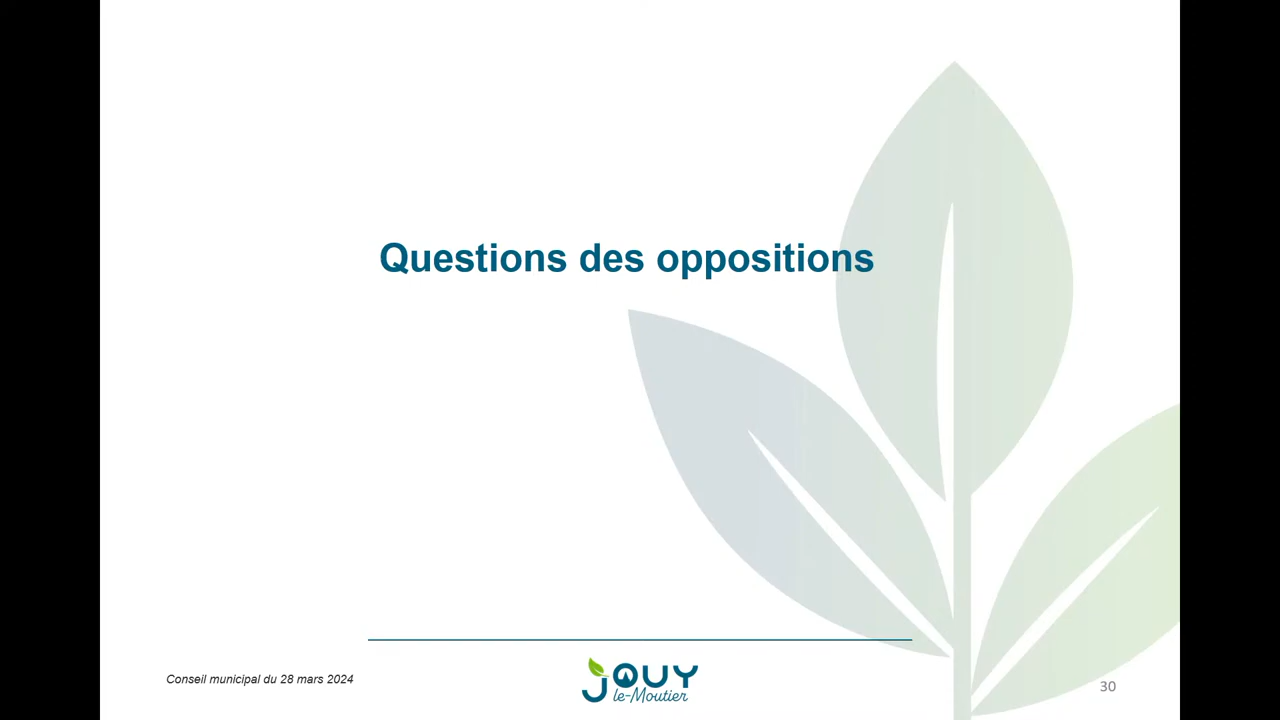 Questions des oppositions
Conseil municipal du 28 mars 2024
JOUY
le-Moutier
30